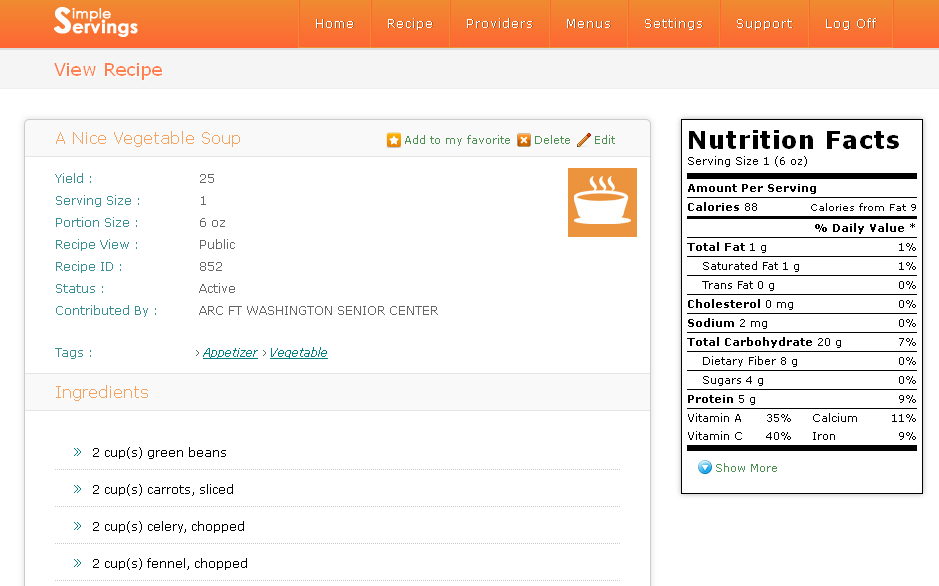 Simple Servings
Home Recipe Providers Menus Settings Support Log Off
View Recipe
A Nice Vegetable Soup
Add to my favorite Delete Edit
Yield : 25
Serving Size : 1
Portion Size : 6 oz
Recipe View : Public
Recipe ID : 852
Status : Active
Contributed By : ARC FT WASHINGTON SENIOR CENTER
Tags : › Appetizer › Vegetable
Ingredients
» 2 cup(s) green beans
» 2 cup(s) carrots, sliced
» 2 cup(s) celery, chopped
» 2 cup(s) fennel, chopped
Nutrition Facts
Serving Size 1 (6 oz)
Amount Per Serving
Calories 88 Calories from Fat 9
% Daily Value *
Total Fat 1 g 1%
Saturated Fat 1 g 1%
Trans Fat 0 g 0%
Cholesterol 0 mg 0%
Sodium 2 mg 0%
Total Carbohydrate 20 g 7%
Dietary Fiber 8 g 0%
Sugars 4 g 0%
Protein 5 g 9%
Vitamin A 35% Calcium 11%
Vitamin C 40% Iron 9%
Show More